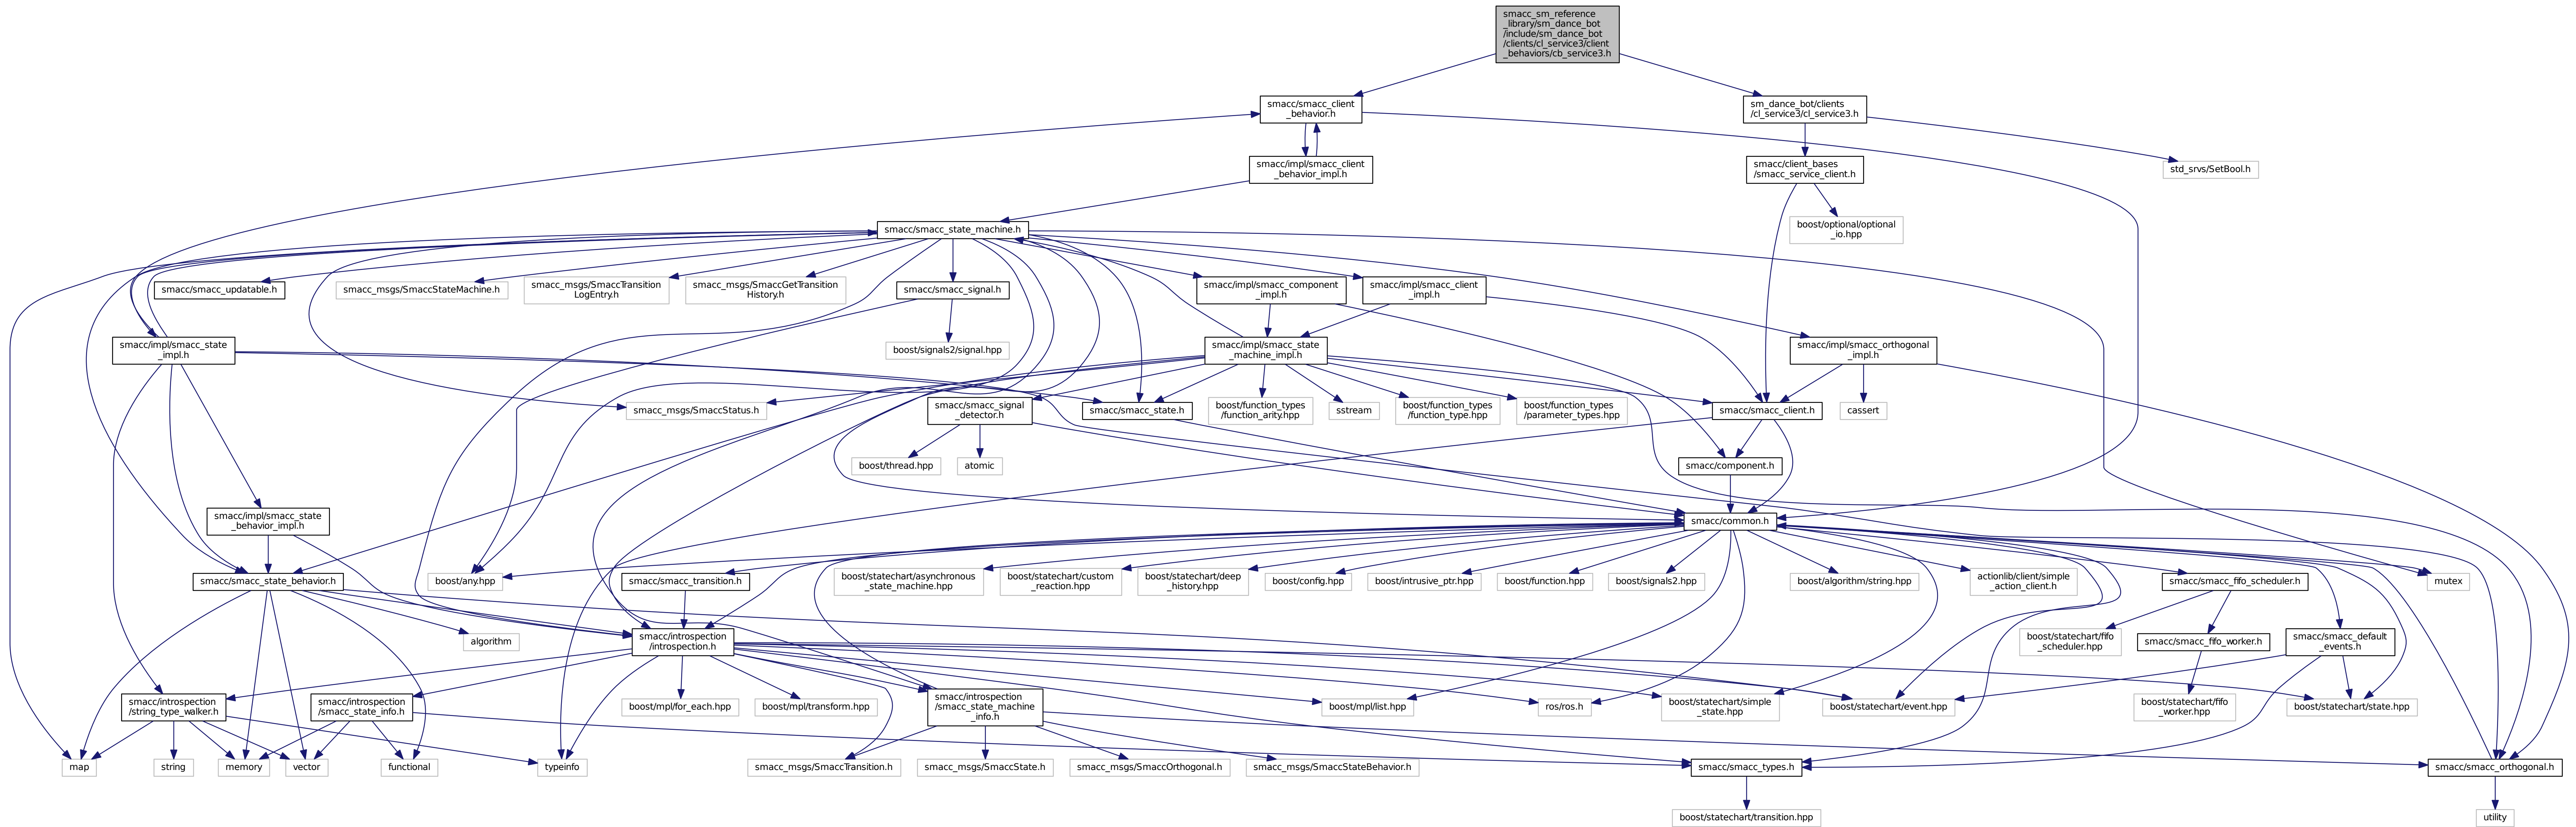 smacc_sm_reference
_library/sm_dance_bot
/include/sm_dance_bot
/clients/cl_service3/client
_behaviors/cb_service3.h
smacc/smacc_client
_behavior.h
sm_dance_bot/clients
/cl_service3/cl_service3.h
smacc/impl/smacc_client
_behavior_impl.h
smacc/client_bases
/smacc_service_client.h
std_srvs/SetBool.h
smacc/smacc_state_machine.h
boost/optional/optional
_io.hpp
smacc/smacc_updatable.h
smacc_msgs/SmaccStateMachine.h
smacc_msgs/SmaccTransition
LogEntry.h
smacc_msgs/SmaccGetTransition
History.h
smacc/smacc_signal.h
smacc/impl/smacc_component
_impl.h
smacc/impl/smacc_client
_impl.h
smacc/impl/smacc_state
_impl.h
boost/signals2/signal.hpp
smacc/impl/smacc_state
_machine_impl.h
smacc/impl/smacc_orthogonal
_impl.h
smacc_msgs/SmaccStatus.h
smacc/smacc_signal
_detector.h
smacc/smacc_state.h
boost/function_types
/function_arity.hpp
sstream
boost/function_types
/function_type.hpp
boost/function_types
/parameter_types.hpp
smacc/smacc_client.h
cassert
boost/thread.hpp
atomic
smacc/component.h
smacc/impl/smacc_state
_behavior_impl.h
smacc/common.h
smacc/smacc_state_behavior.h
boost/any.hpp
smacc/smacc_transition.h
boost/statechart/asynchronous
_state_machine.hpp
boost/statechart/custom
_reaction.hpp
boost/statechart/deep
_history.hpp
boost/config.hpp
boost/intrusive_ptr.hpp
boost/function.hpp
boost/signals2.hpp
boost/algorithm/string.hpp
actionlib/client/simple
_action_client.h
smacc/smacc_fifo_scheduler.h
mutex
algorithm
smacc/introspection
/introspection.h
boost/statechart/fifo
_scheduler.hpp
smacc/smacc_fifo_worker.h
smacc/smacc_default
_events.h
smacc/introspection
/string_type_walker.h
smacc/introspection
/smacc_state_info.h
boost/mpl/for_each.hpp
boost/mpl/transform.hpp
smacc/introspection
/smacc_state_machine
_info.h
boost/mpl/list.hpp
ros/ros.h
boost/statechart/simple
_state.hpp
boost/statechart/event.hpp
boost/statechart/fifo
_worker.hpp
boost/statechart/state.hpp
map
string
memory
vector
functional
typeinfo
smacc_msgs/SmaccTransition.h
smacc_msgs/SmaccState.h
smacc_msgs/SmaccOrthogonal.h
smacc_msgs/SmaccStateBehavior.h
smacc/smacc_types.h
smacc/smacc_orthogonal.h
boost/statechart/transition.hpp
utility